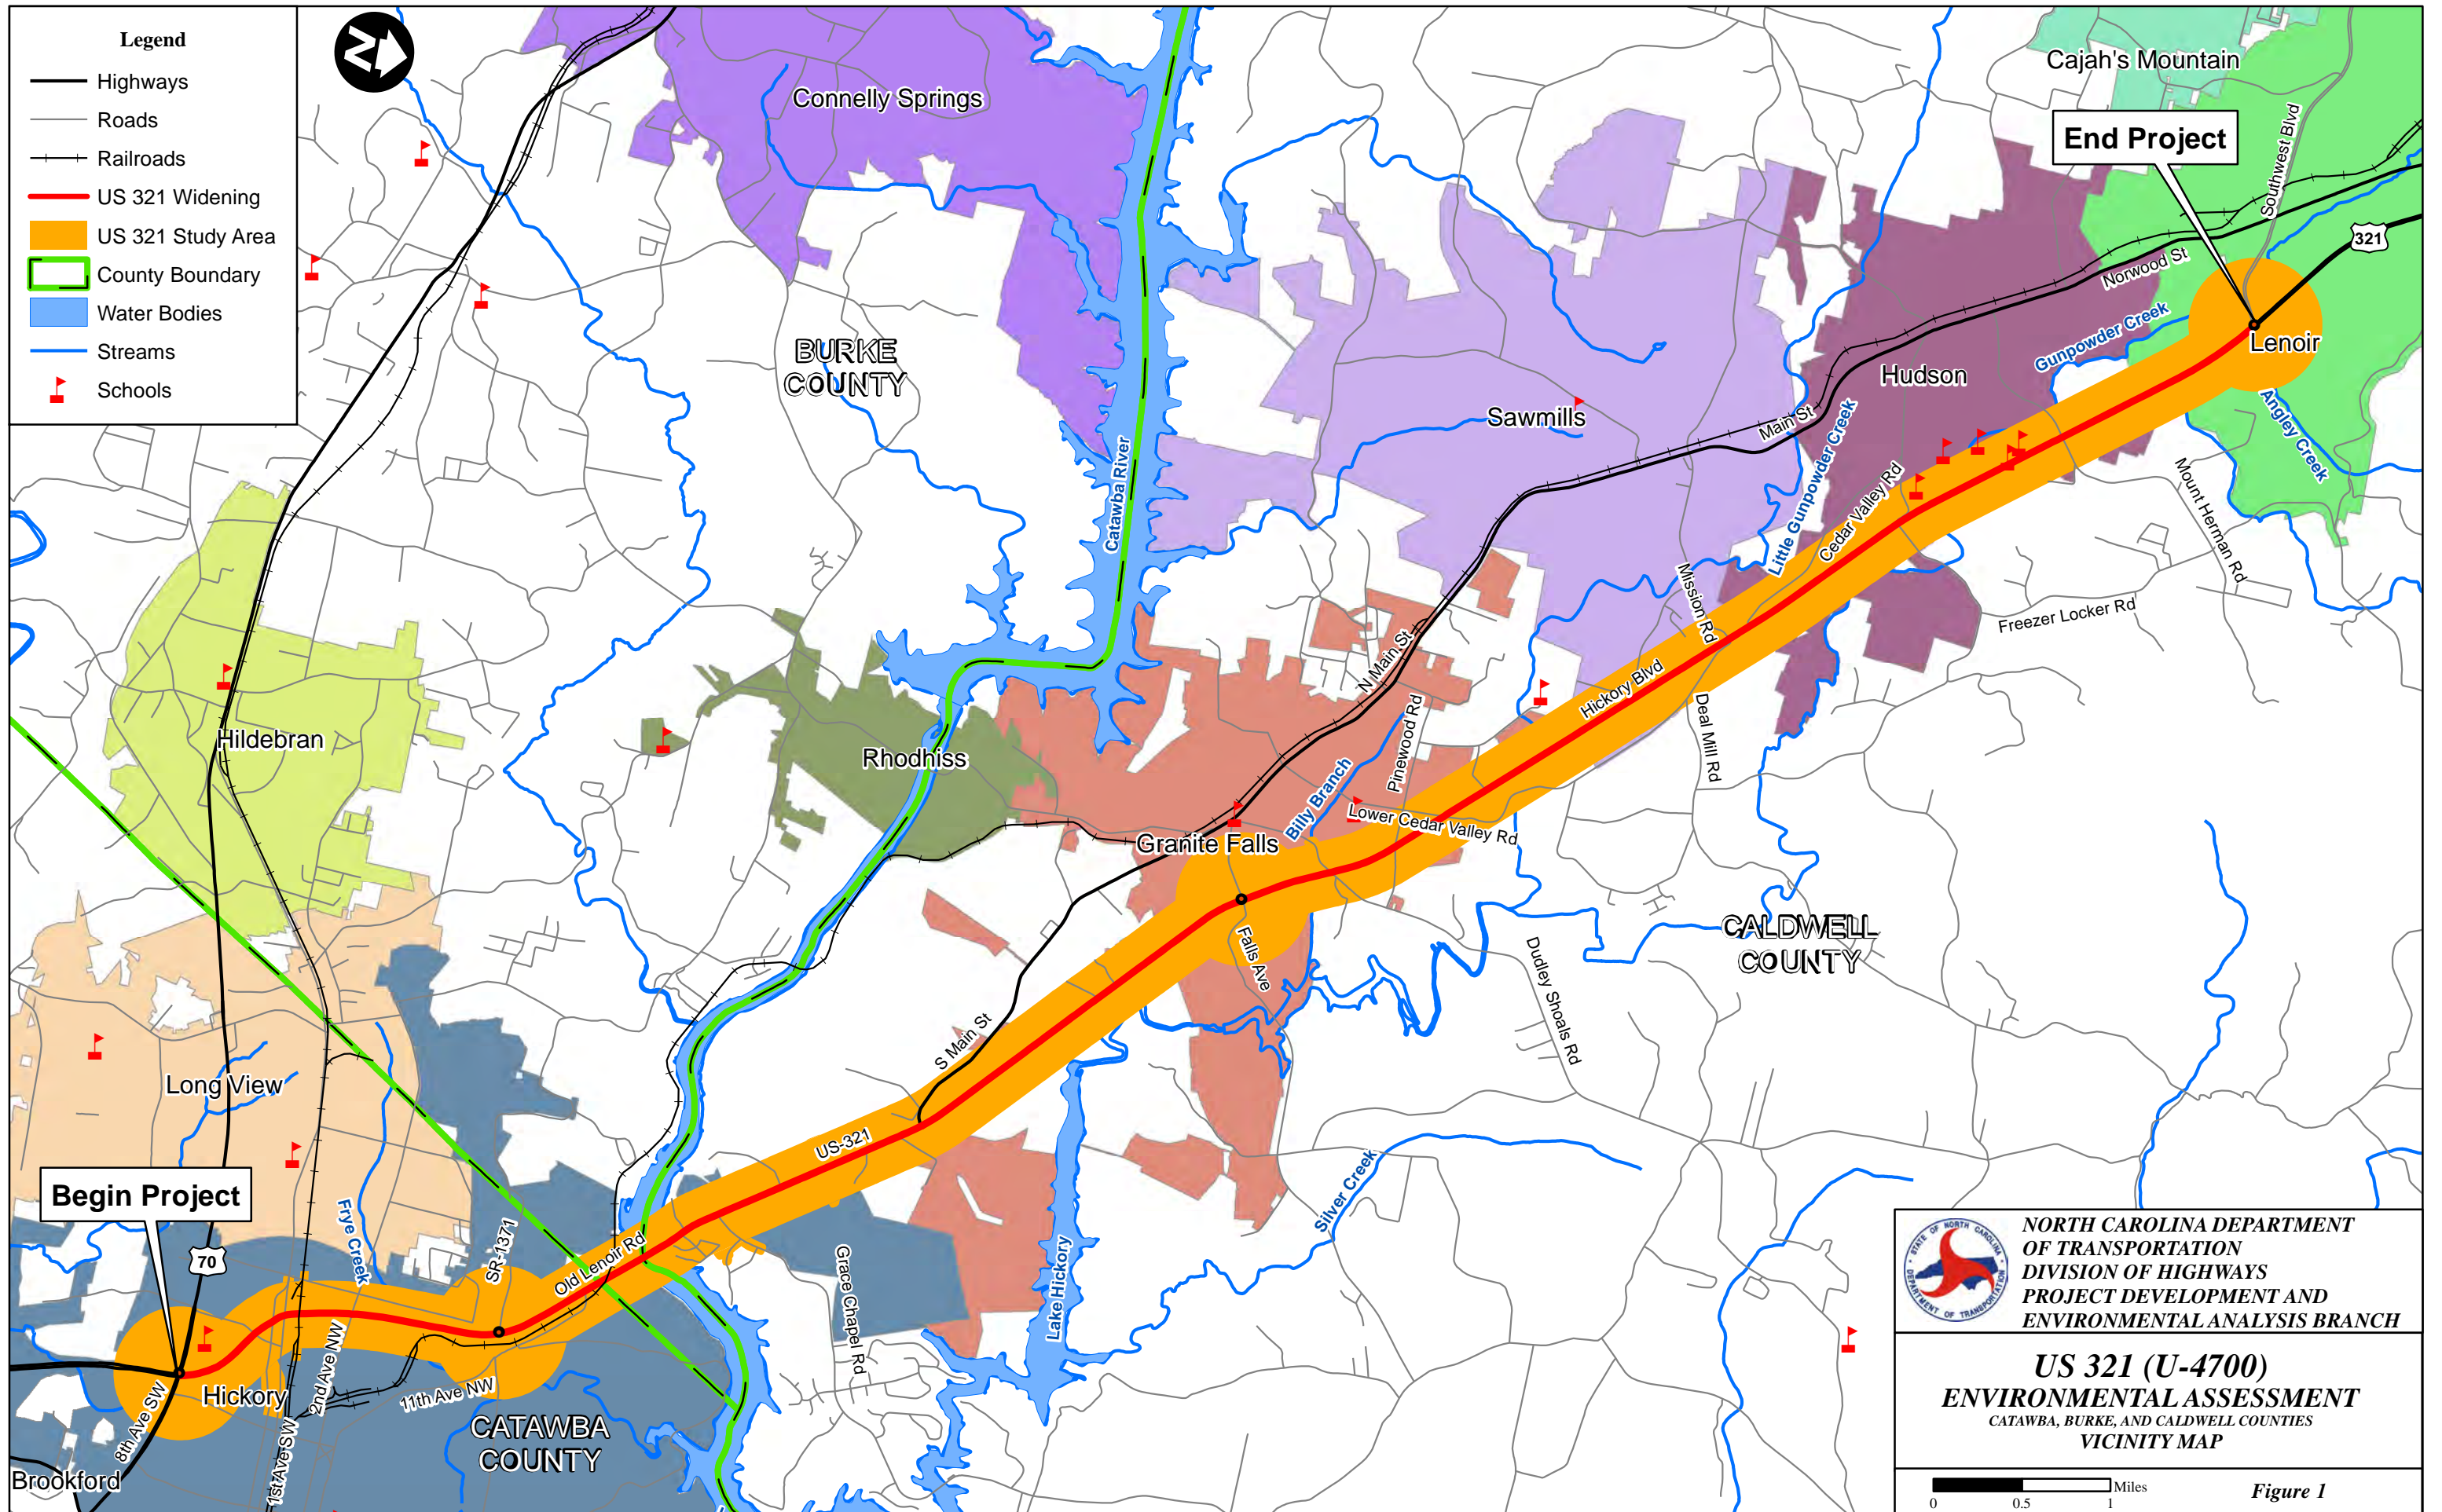 Legend
Highways
Roads
Railroads
US 321 Widening
US 321 Study Area
County Boundary
Water Bodies
Streams
Schools
N
Connelly Springs
Cajah's Mountain
End Project
Southwest Blvd
321
Norwood St
Lenoir
Gunpowder Creek
Hudson
BURKE
COUNTY
Sawmills
Main St
Angley Creek
Catawba River
Little Gunpowder Creek
Cedar Valley Rd
Mount Herman Rd
Mission Rd
Freezer Locker Rd
N Main St
Hickory Blvd
Pinewood Rd
Deal Mill Rd
Hildebran
Rhodhiss
Billy Branch
Lower Cedar Valley Rd
Granite Falls
Falls Ave
CALDWELL
COUNTY
Dudley Shoals Rd
S Main St
Long View
US-321
Begin Project
Silver Creek
70
Frye Creek
SR-1371
Old Lenoir Rd
Grace Chapel Rd
Lake Hickory
Hickory
2nd Ave NW
11th Ave NW
8th Ave SW
1st Ave SW
CATAWBA
COUNTY
Brookford
STATE OF NORTH CAROLINA
DEPARTMENT OF TRANSPORTATION
NORTH CAROLINA DEPARTMENT
OF TRANSPORTATION
DIVISION OF HIGHWAYS
PROJECT DEVELOPMENT AND
ENVIRONMENTAL ANALYSIS BRANCH
US 321 (U-4700)
ENVIRONMENTAL ASSESSMENT
CATAWBA, BURKE, AND CALDWELL COUNTIES
VICINITY MAP
Miles
0 0.5 1
Figure 1